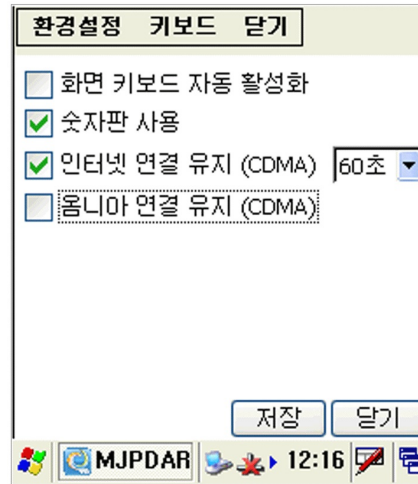 환경설정 키보드 닫기
화면 키보드 자동 활성화
숫자판 사용
인터넷 연결 유지 (CDMA) 60초
옴니아 연결 유지 (CDMA)
저장 닫기
MJPDAR 12:16